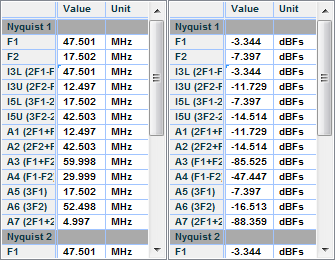 Value Unit
Nyquist 1
F1 47.501 MHz
F2 17.502 MHz
I3L (2F1-F 47.501 MHz
I3U (2F2-F 12.497 MHz
I5L (3F1-2 17.502 MHz
I5U (3F2-2 42.503 MHz
A1 (2F1+F 12.497 MHz
A2 (2F2+F 42.503 MHz
A3 (F1+F2 59.998 MHz
A4 (F1-F2) 29.999 MHz
A5 (3F1) 17.502 MHz
A6 (3F2) 52.498 MHz
A7 (2F1+2 4.997 MHz
Nyquist 2
F1 47.501 MHz
Value Unit
Nyquist 1
F1 -3.344 dBFs
F2 -7.397 dBFs
I3L (2F1-F -3.344 dBFs
I3U (2F2-F -11.729 dBFs
I5L (3F1-2 -7.397 dBFs
I5U (3F2-2 -14.514 dBFs
A1 (2F1+F -11.729 dBFs
A2 (2F2+F -14.514 dBFs
A3 (F1+F2 -85.525 dBFs
A4 (F1-F2) -47.447 dBFs
A5 (3F1) -7.397 dBFs
A6 (3F2) -16.513 dBFs
A7 (2F1+2 -88.359 dBFs
Nyquist 2
F1 -3.344 dBFs